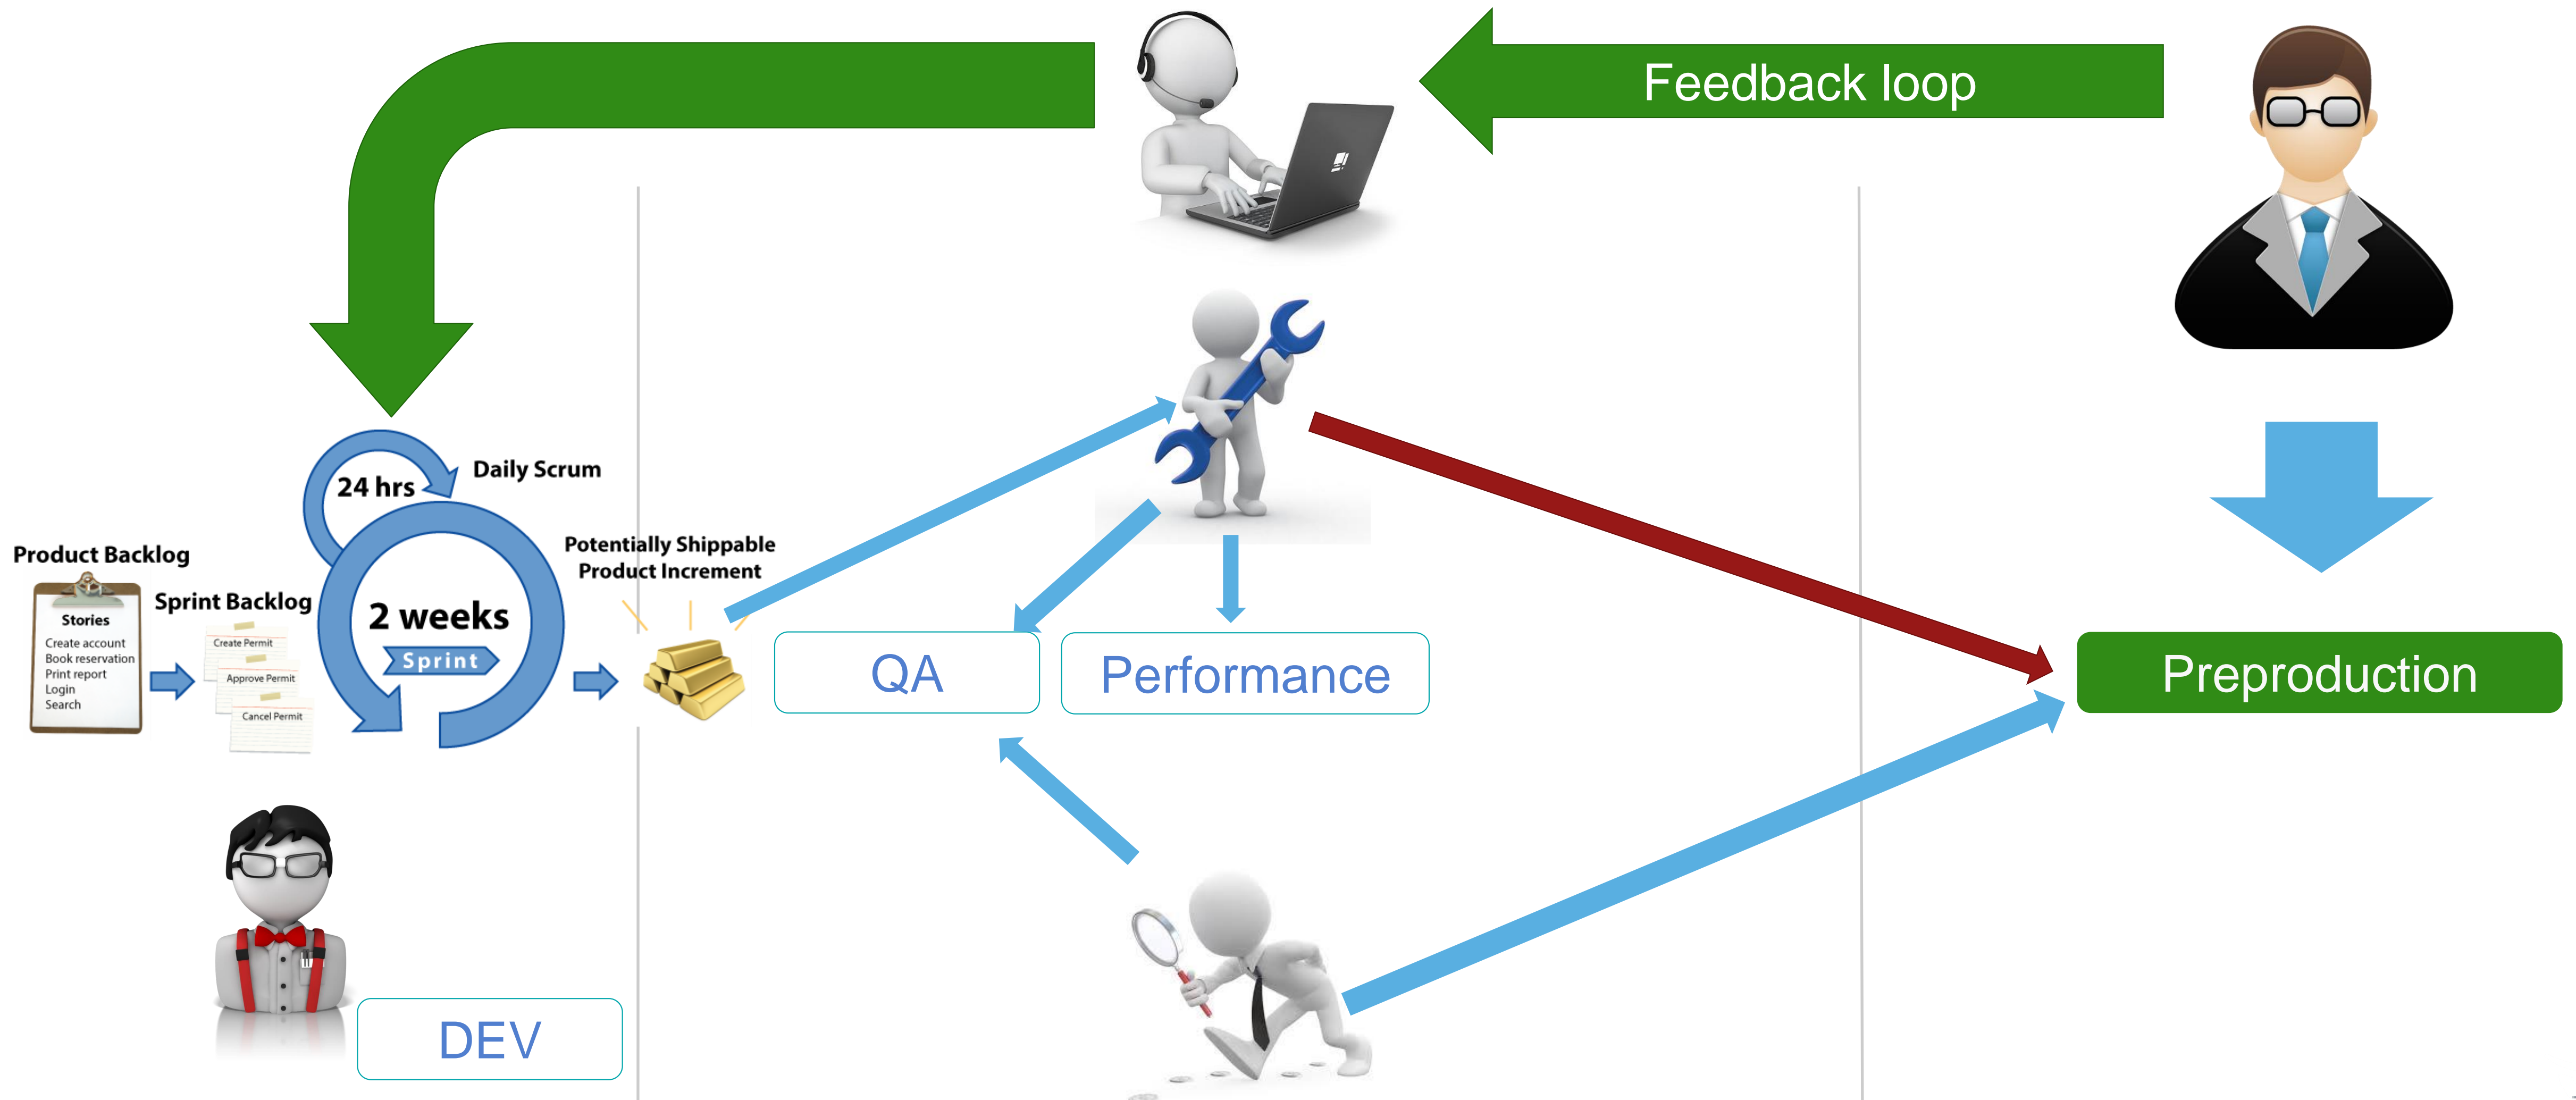 Feedback loop
24 hrs
Daily Scrum
Product Backlog
Stories
Create account
Book reservation
Print report
Login
Search
Sprint Backlog
Create Permit
Approve Permit
Cancel Permit
2 weeks
Sprint
Potentially Shippable
Product Increment
QA
Performance
Preproduction
DEV